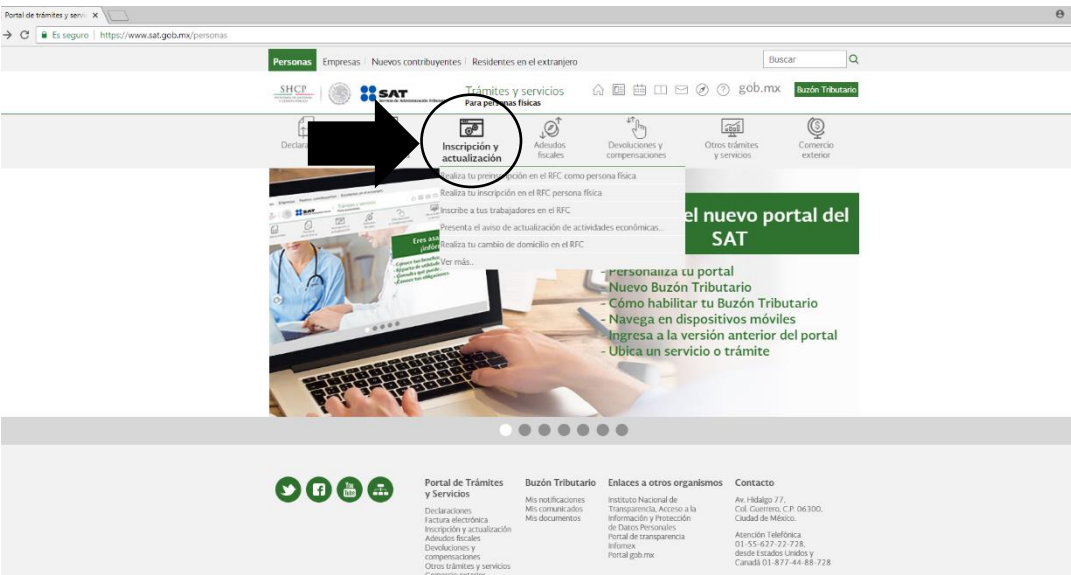 Portal de trámites y servi
Es seguro | https://www.sat.gob.mx/personas
Personas Empresas Nuevos contribuyentes Residentes en el extranjero
Buscar
SHCP
SAT
Trámites y servicios
Para personas físicas
gob.mx
Buzón Tributario
Declara
Inscripción y
actualización
Adeudos
fiscales
Devoluciones y
compensaciones
Otros trámites
y servicios
Comercio
exterior
Realiza tu preinscripción en el RFC como persona física
Realiza tu inscripción en el RFC persona física
Inscribe a tus trabajadores en el RFC
Presenta el aviso de actualización de actividades económicas..
Realiza tu cambio de domicilio en el RFC
Ver más..
el nuevo portal del
SAT
- Personaliza tu portal
- Nuevo Buzón Tributario
- Cómo habilitar tu Buzón Tributario
- Navega en dispositivos móviles
- Ingresa a la versión anterior del portal
- Ubica un servicio o trámite
Portal de Trámites
y Servicios
Declaraciones
Factura electrónica
Inscripción y actualización
Adeudos fiscales
Devoluciones y
compensaciones
Otros trámites y servicios
Buzón Tributario
Mis notificaciones
Mis comunicados
Mis documentos
Enlaces a otros organismos
Instituto Nacional de
Transparencia, Acceso a la
Información y Protección
de Datos Personales
Portal de transparencia
Infomex
Portal gob.mx
Contacto
Av. Hidalgo 77,
Col. Guerrero, C.P. 06300,
Ciudad de México.
Atención Telefónica
01-55-627-22-728,
desde Estados Unidos y
Canadá 01-877-44-88-728